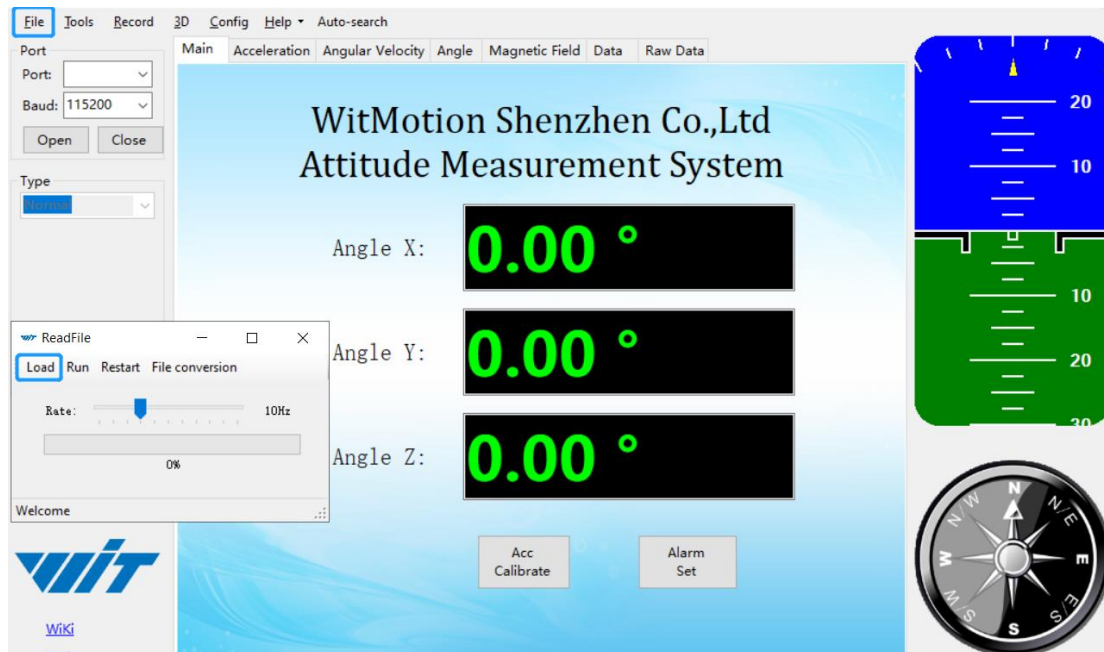 File Tools Record 3D Config Help Auto-search
Port
Port:
Baud: 115200
Open Close
Type
Normal
Main Acceleration Angular Velocity Angle Magnetic Field Data Raw Data
WitMotion Shenzhen Co.,Ltd
Attitude Measurement System
Angle X: 0.00 °
Angle Y: 0.00 °
Angle Z: 0.00 °
Acc
Calibrate
Alarm
Set
WIT ReadFile
Load Run Restart File conversion
Rate: 10Hz
0%
Welcome
WIT
WiKi
20
10
10
20
30
N
N/E
E
E/S
S
S/W
W
N/W